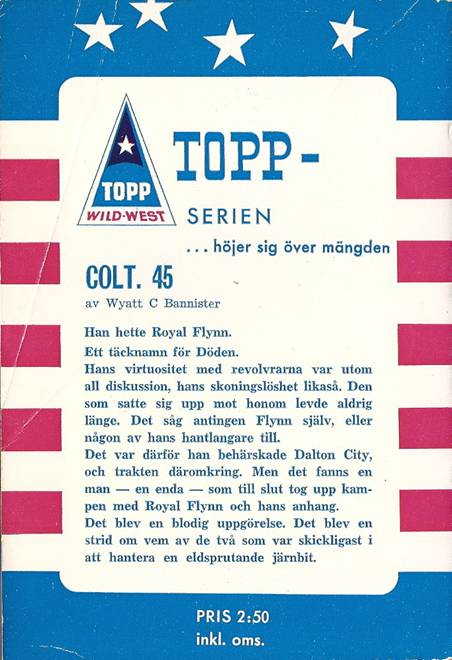 TOPP
WILD-WEST
TOPP-
SERIEN
... höjer sig över mängden
COLT. 45
av Wyatt C Bannister
Han hette Royal Flynn.
Ett täcknamn för Döden.
Hans virtuositet med revolvrarna var utom
all diskussion, hans skoningslöshet likaså. Den
som satte sig upp mot honom levde aldrig
länge. Det såg antingen Flynn själv, eller
någon av hans hantlangare till.
Det var därför han behärskade Dalton City,
och trakten däromkring. Men det fanns en
man — en enda — som till slut tog upp kam-
pen med Royal Flynn och hans anhang.
Det blev en blodig uppgörelse. Det blev en
strid om vem av de två som var skickligast i
att hantera en eldsprutande järnbit.
PRIS 2:50
inkl. oms.